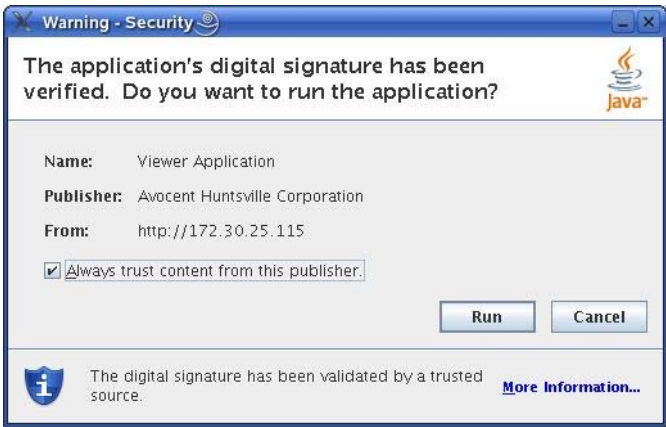 Warning - Security
The application's digital signature has been
verified. Do you want to run the application?
Java™
Name: Viewer Application
Publisher: Avocent Huntsville Corporation
From: http://172.30.25.115
Always trust content from this publisher.
Run Cancel
The digital signature has been validated by a trusted
source.
More Information...